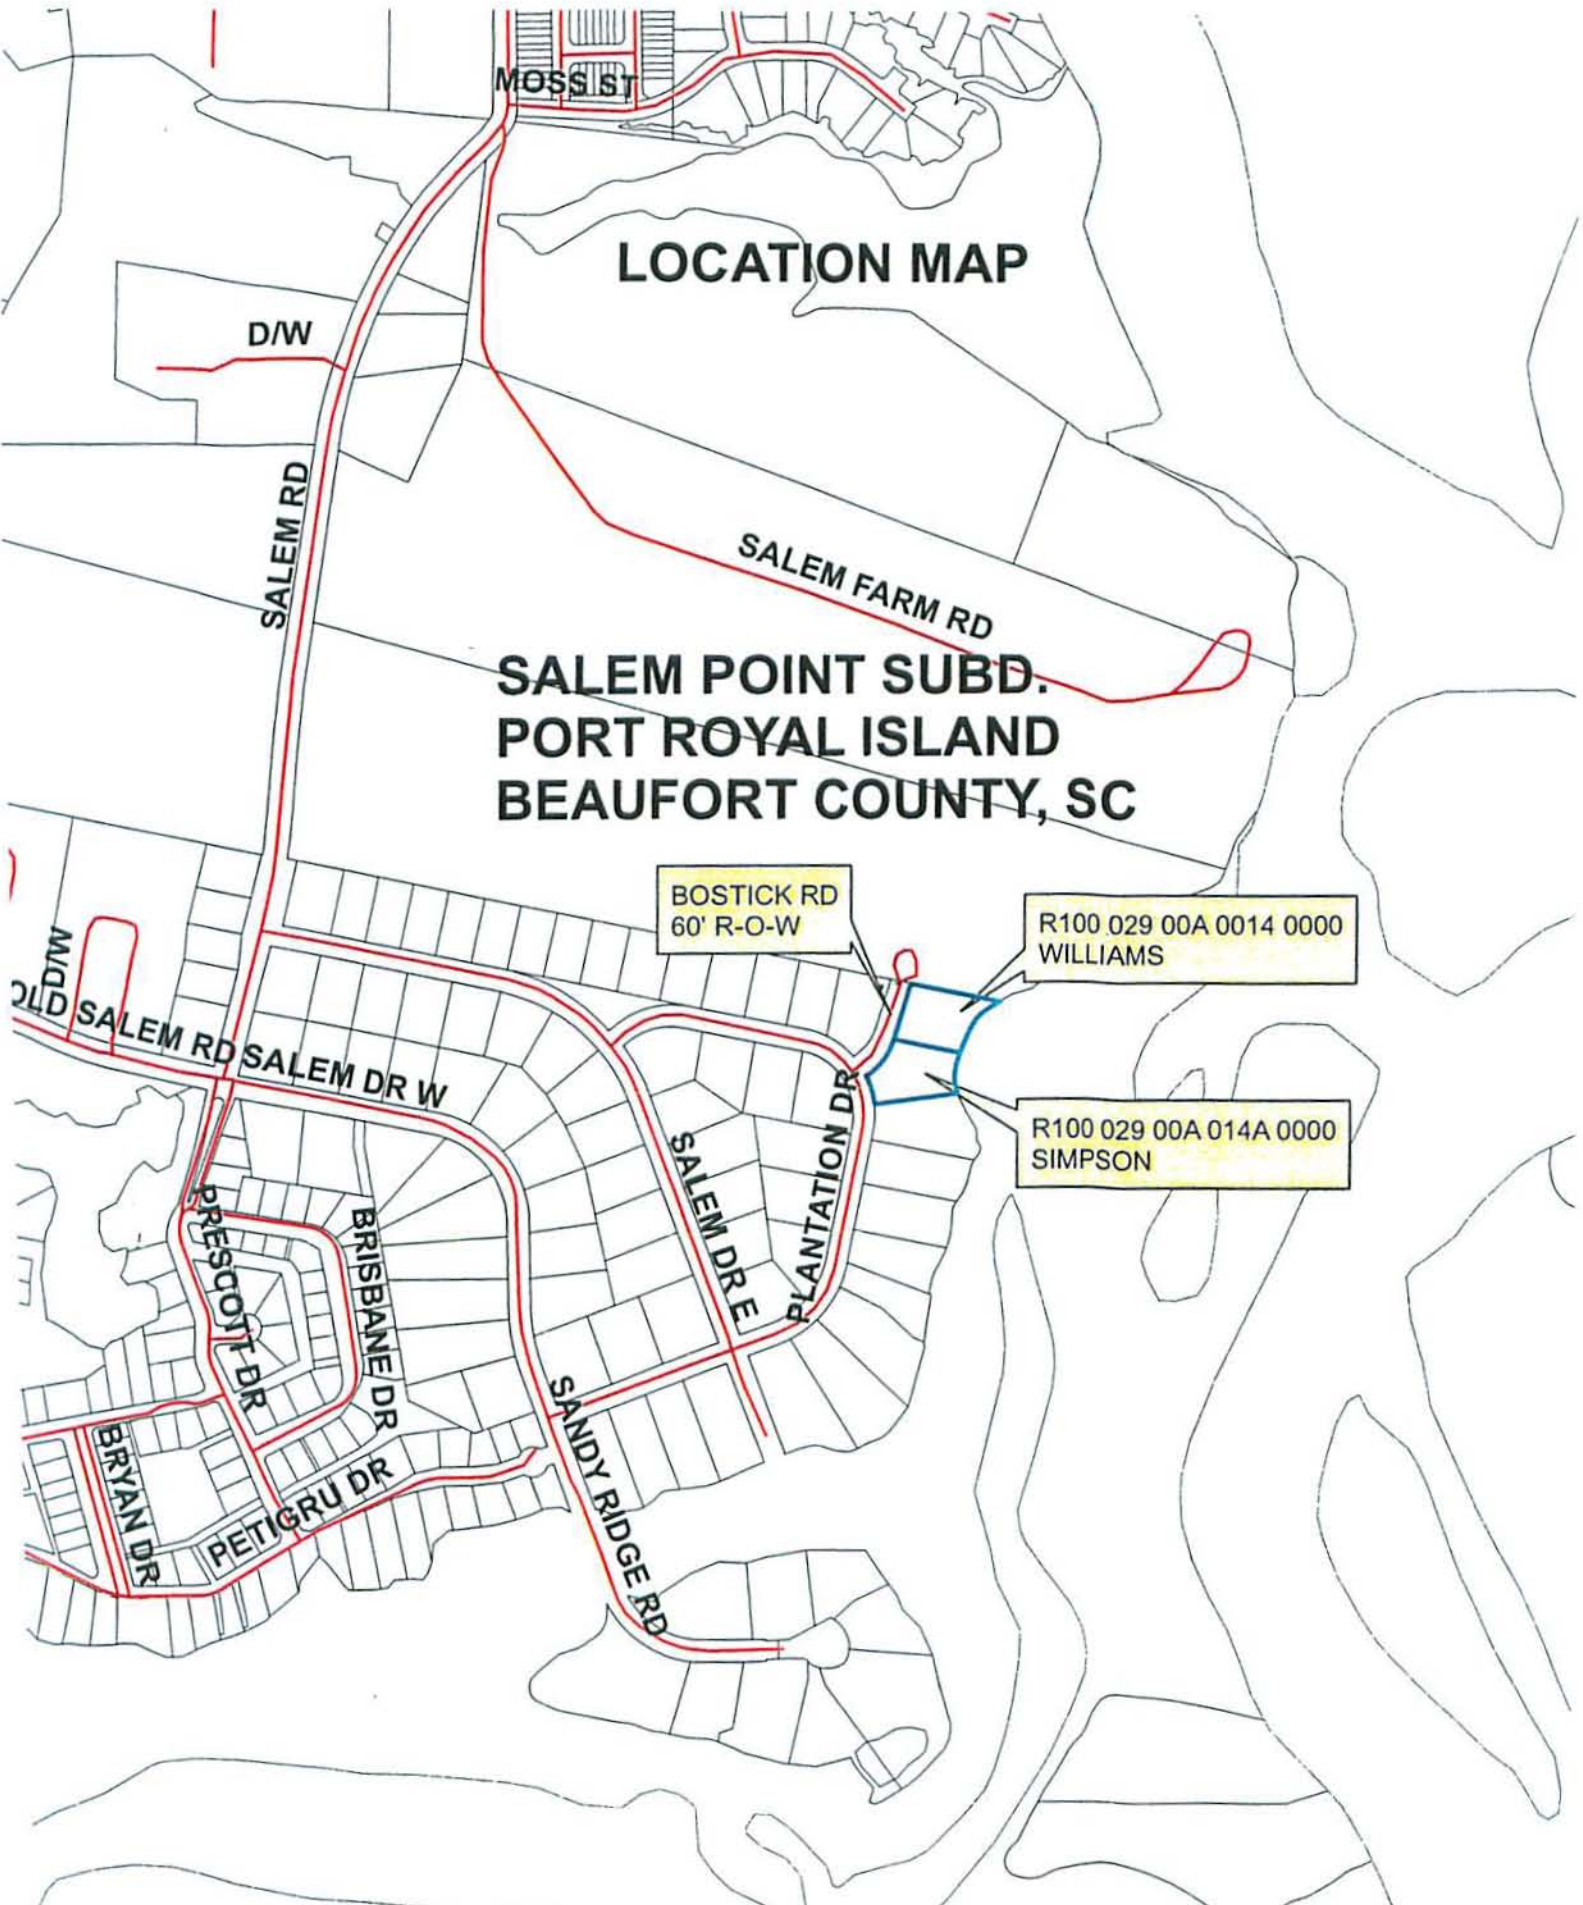 MOSS ST
LOCATION MAP
D/W
SALEM RD
SALEM FARM RD
SALEM POINT SUBD.
PORT ROYAL ISLAND
BEAUFORT COUNTY, SC
BOSTICK RD
60' R-O-W
R100 029 00A 0014 0000
WILLIAMS
D/W
OLD SALEM RD
SALEM DR W
R100 029 00A 014A 0000
SIMPSON
SALEM DR E
PLANTATION DR
PRESCOTT DR
BRISBANE DR
SANDY RIDGE RD
BRYAN DR
PETIGRU DR